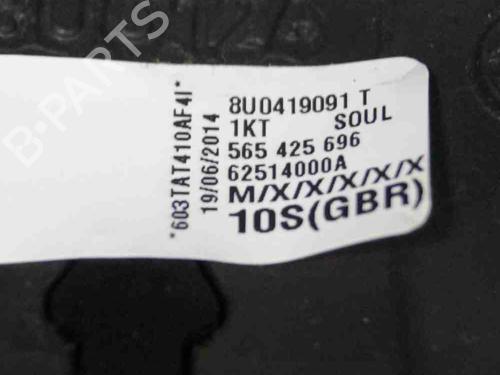 8U0419091 T
1KT SOUL
565 425 696
62514000A
M/X/X/X/X/X
10S(GBR)
*603TAT410AF4I*
19/06/2014
B-PARTS